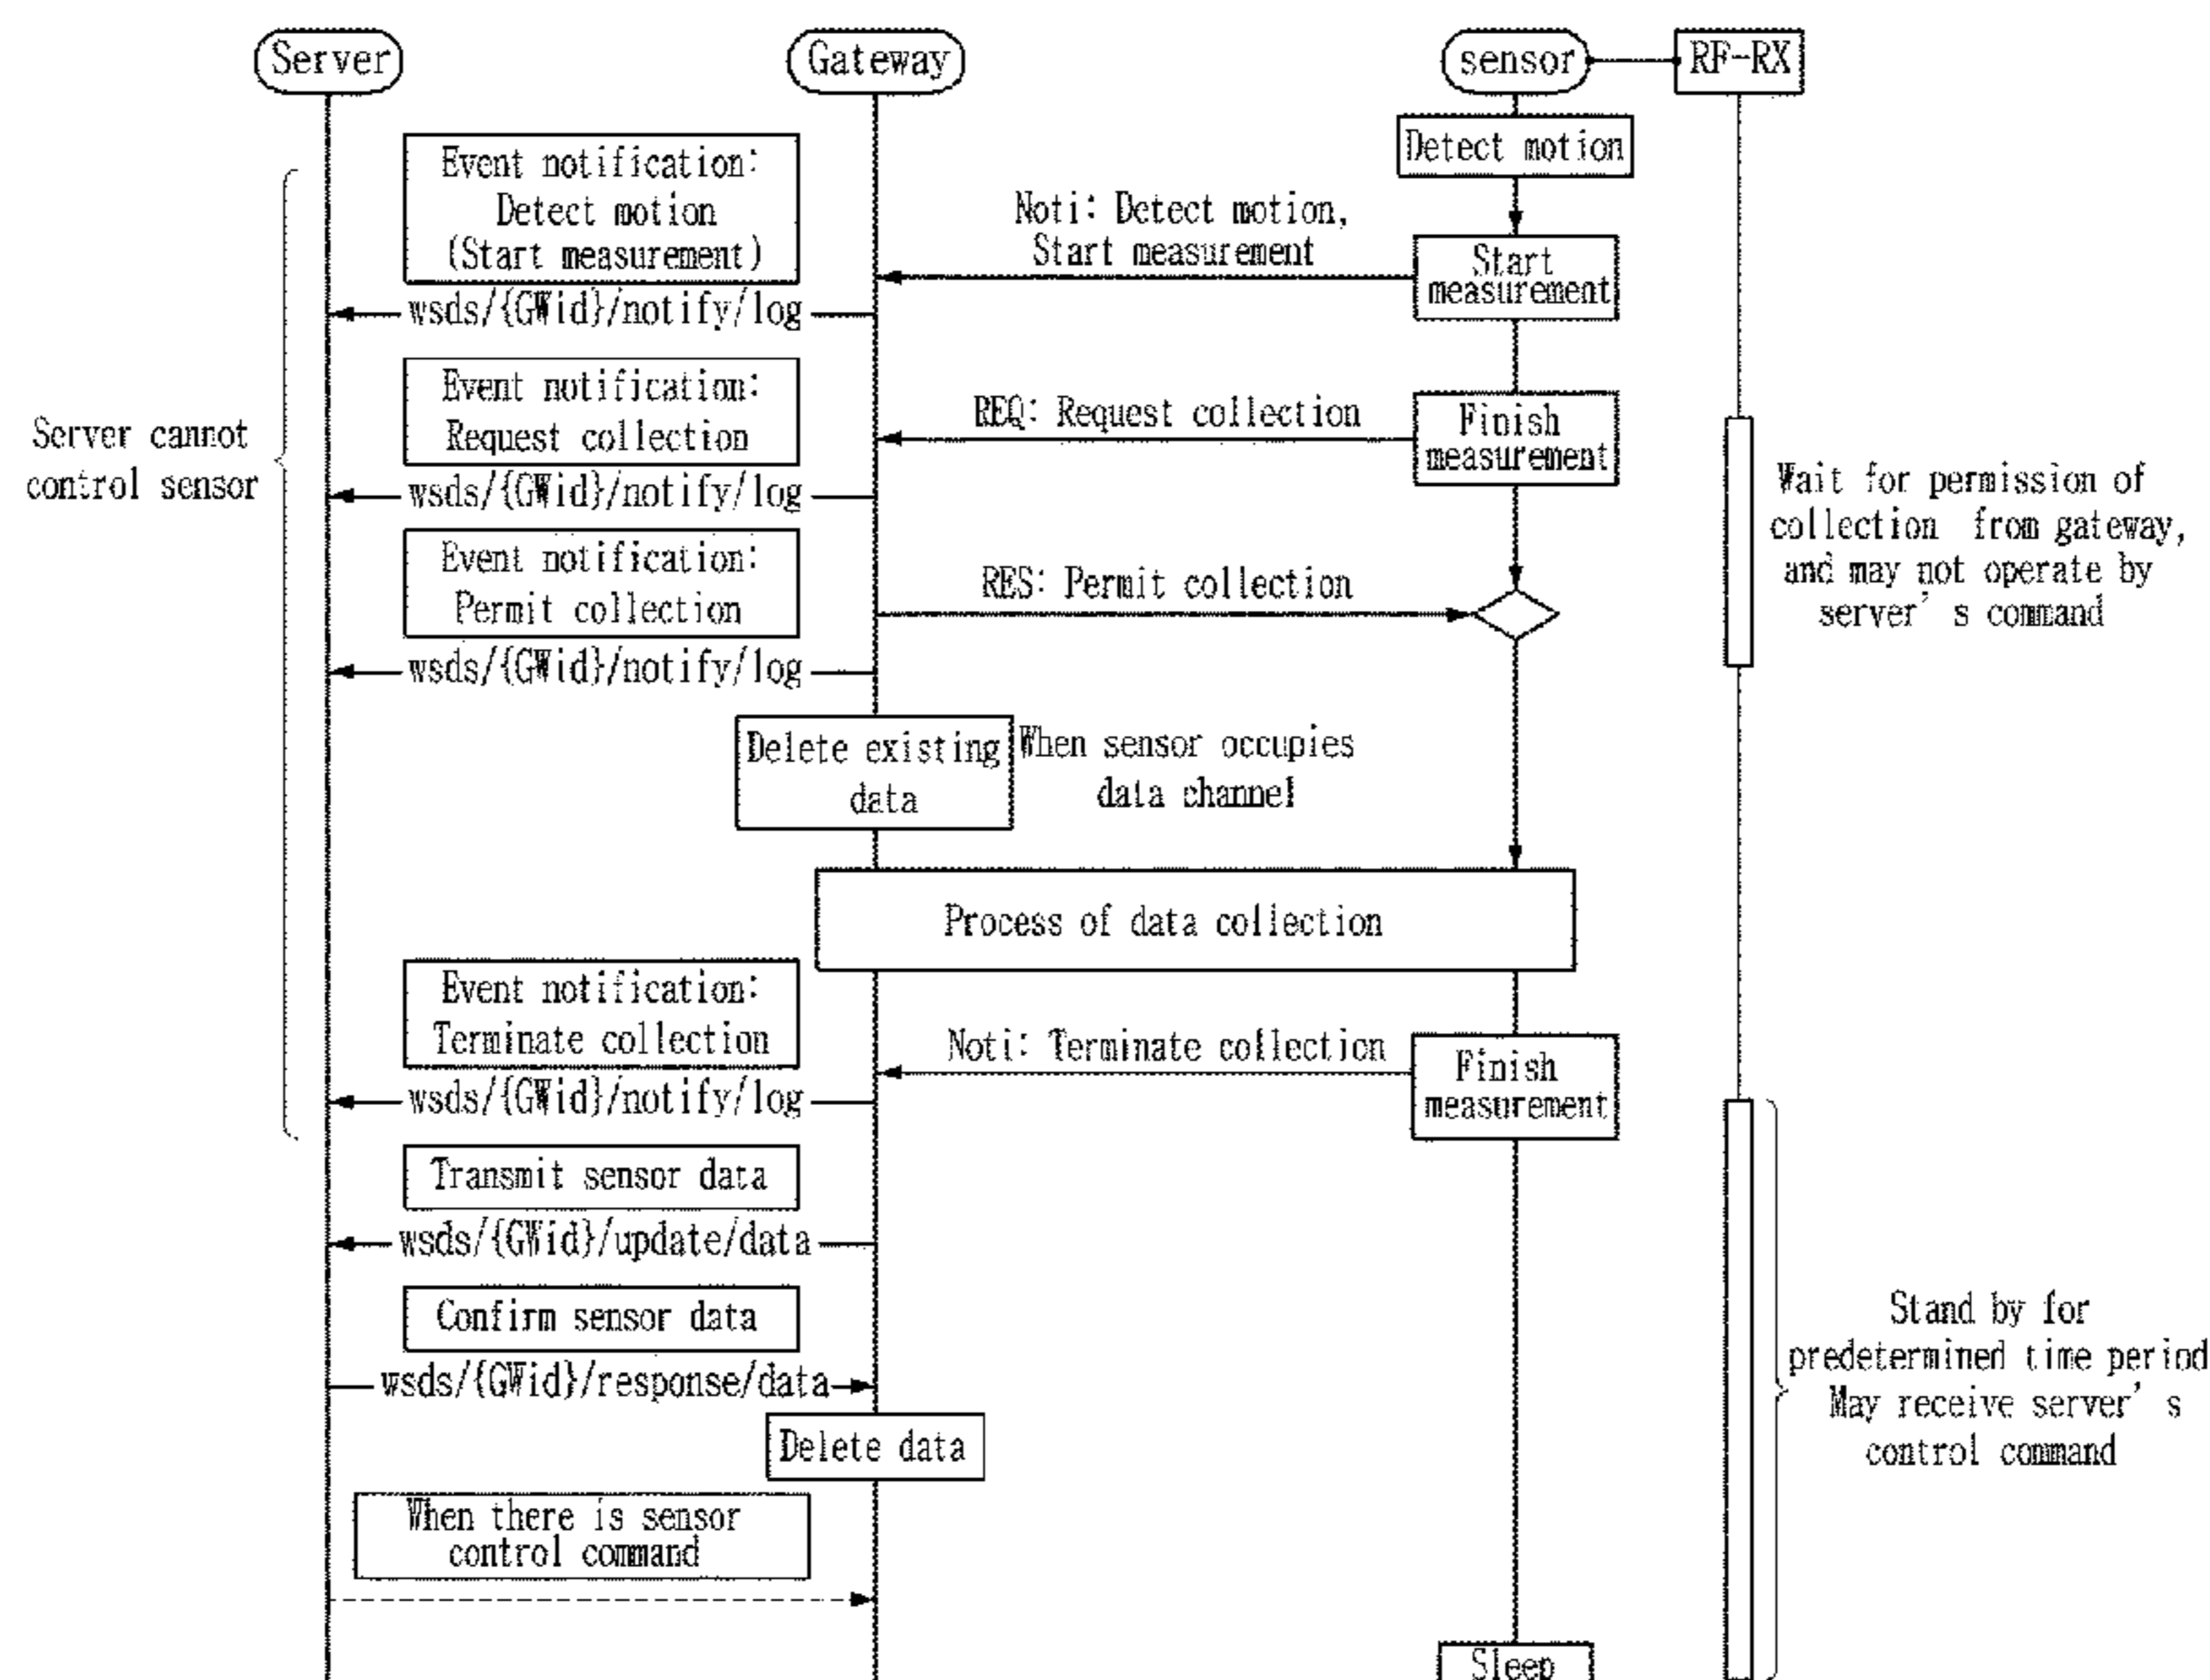 Server
Gateway
sensor
RF-RX
Detect motion
Event notification:
Detect motion
(Start measurement)
Noti: Detect motion,
Start measurement
Start
measurement
wsds/{GWid}/notify/log
Event notification:
Request collection
REQ: Request collection
Finish
measurement
Server cannot
control sensor
wsds/{GWid}/notify/log
Wait for permission of
collection from gateway,
and may not operate by
server' s command
Event notification:
Permit collection
RES: Permit collection
wsds/{GWid}/notify/log
Delete existing
data
When sensor occupies
data channel
Process of data collection
Event notification:
Terminate collection
Noti: Terminate collection
Finish
measurement
wsds/{GWid}/notify/log
Transmit sensor data
wsds/{GWid}/update/data
Confirm sensor data
wsds/{GWid}/response/data
Stand by for
predetermined time period
May receive server' s
control command
Delete data
When there is sensor
control command
Sleep